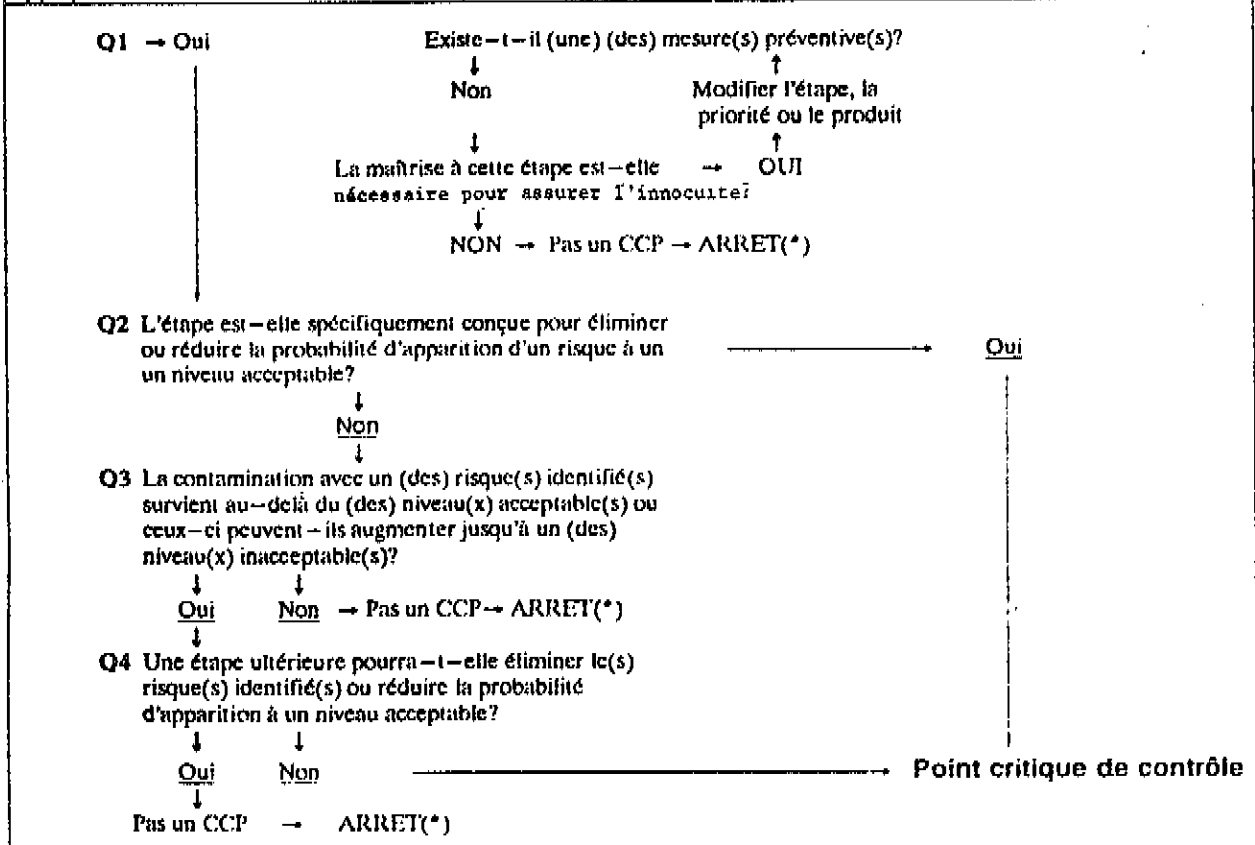 Q1 → Oui Existe-t-il (une) (des) mesure(s) préventive(s)?
↓ ↑
Non Modifier l'étape, la
priorité ou le produit
↓ ↑
La maîtrise à cette étape est-elle → OUI
nécessaire pour assurer l'innocuite?
↓
NON → Pas un CCP → ARRET(*)
Q2 L'étape est-elle spécifiquement conçue pour éliminer
ou réduire la probabilité d'apparition d'un risque à un → Oui
un niveau acceptable?
↓
Non
↓
Q3 La contamination avec un (des) risque(s) identifié(s)
survient au-delà du (des) niveau(x) acceptable(s) ou
ceux-ci peuvent-ils augmenter jusqu'à un (des)
niveau(x) inacceptable(s)?
↓ ↓
Oui Non → Pas un CCP → ARRET(*)
↓
Q4 Une étape ultérieure pourra-t-elle éliminer le(s)
risque(s) identifié(s) ou réduire la probabilité
d'apparition à un niveau acceptable?
↓ ↓
Oui Non → Point critique de contrôle
↓
Pas un CCP → ARRET(*)